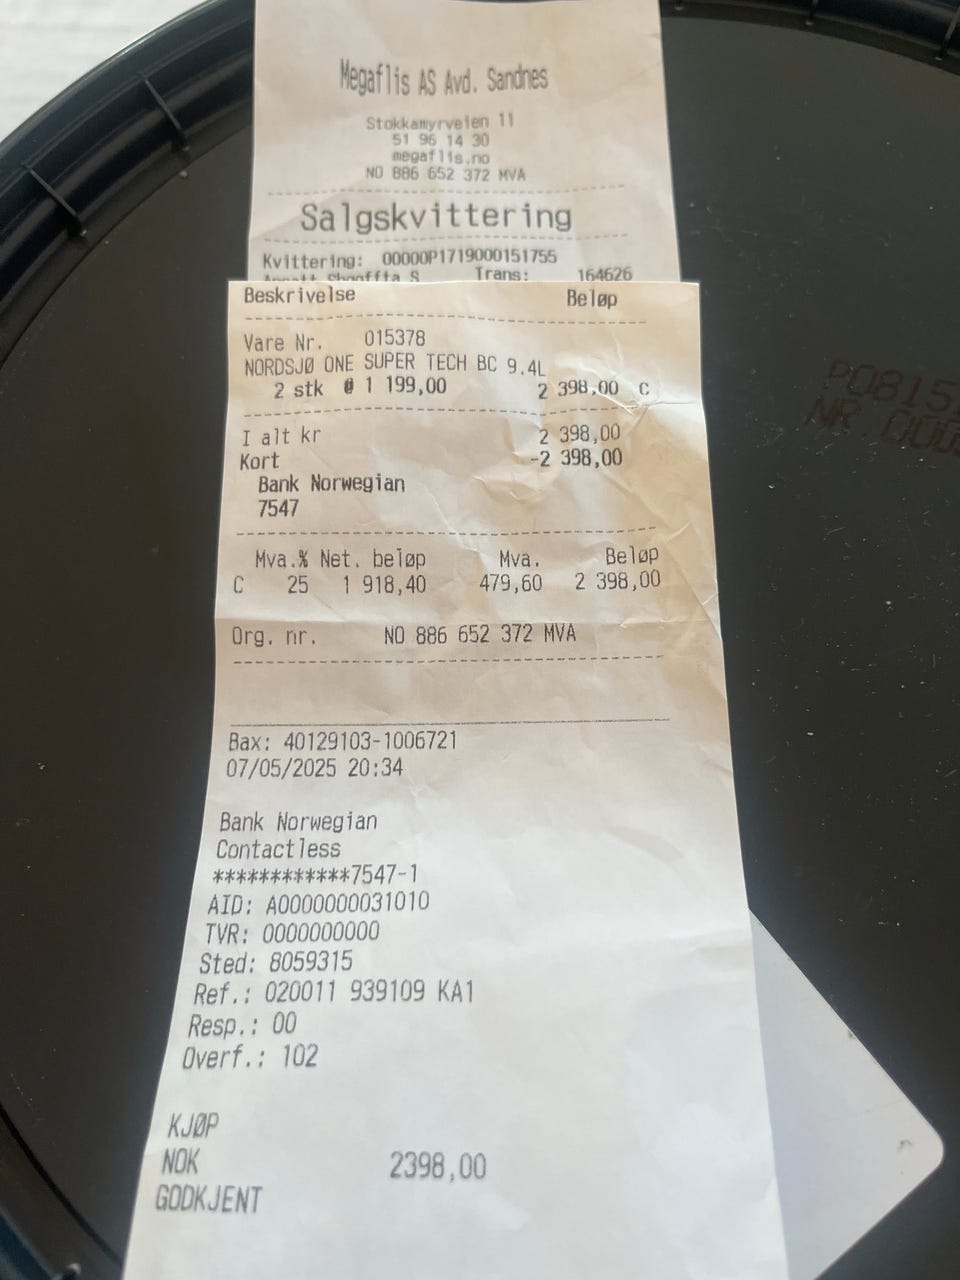 Megaflis AS Avd. Sandnes
Stokkamyrveien 11
51 96 14 30
megaflis.no
NO 886 652 372 MVA
Salgskvittering
Kvittering: 00000P1719000151755
Trans: 164626
Beskrivelse Beløp
Vare Nr. 015378
NORDSJØ ONE SUPER TECH BC 9.4L
2 stk @ 1 199,00 2 398,00 C
I alt kr 2 398,00
Kort -2 398,00
Bank Norwegian
7547
Mva.% Net. beløp Mva. Beløp
C 25 1 918,40 479,60 2 398,00
Org. nr. NO 886 652 372 MVA
Bax: 40129103-1006721
07/05/2025 20:34
Bank Norwegian
Contactless
************7547-1
AID: A0000000031010
TVR: 0000000000
Sted: 8059315
Ref.: 020011 939109 KA1
Resp.: 00
Overf.: 102
KJØP
NOK 2398,00
GODKJENT